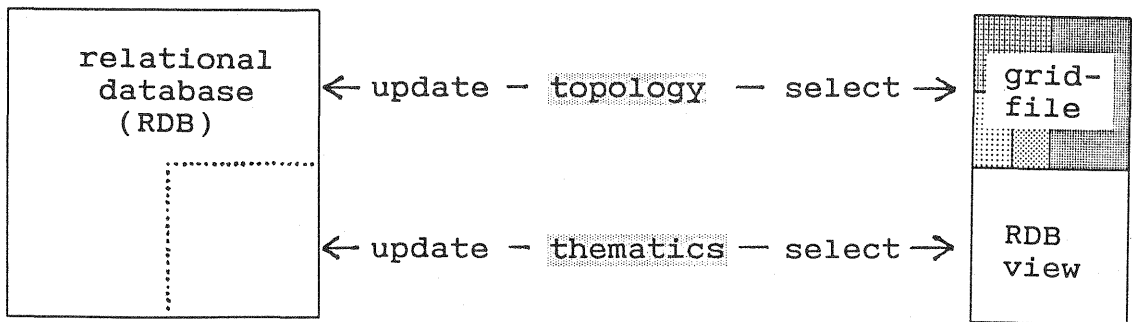 relational
database
(RDB)
← update − topology − select →
grid-
file
← update − thematics − select →
RDB
view